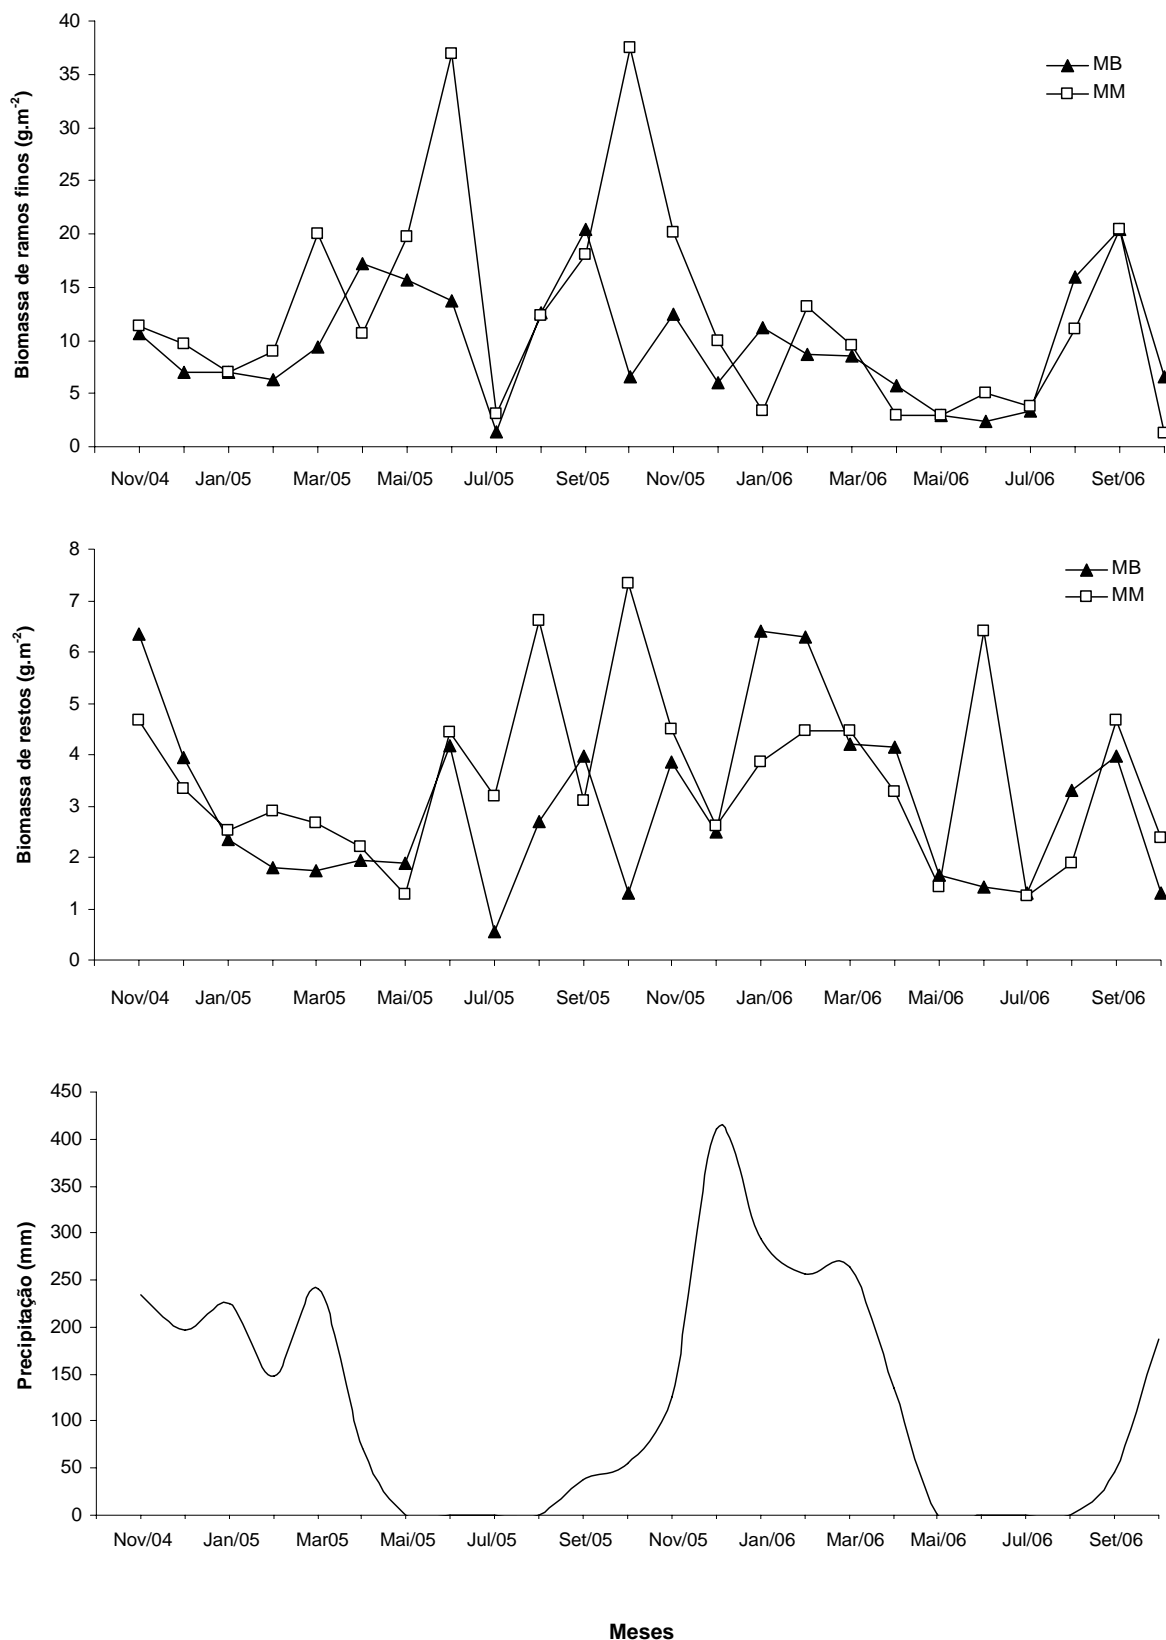 Biomassa de ramos finos (g.m⁻²)
40
35
30
25
20
15
10
5
0
MB
MM
Nov/04 Jan/05 Mar/05 Mai/05 Jul/05 Set/05 Nov/05 Jan/06 Mar/06 Mai/06 Jul/06 Set/06
Biomassa de restos (g.m⁻²)
8
7
6
5
4
3
2
1
0
MB
MM
Nov/04 Jan/05 Mar05 Mai/05 Jul/05 Set/05 Nov/05 Jan/06 Mar/06 Mai/06 Jul/06 Set/06
Precipitação (mm)
450
400
350
300
250
200
150
100
50
0
Nov/04 Jan/05 Mar/05 Mai/05 Jul/05 Set/05 Nov/05 Jan/06 Mar/06 Mai/06 Jul/06 Set/06
Meses